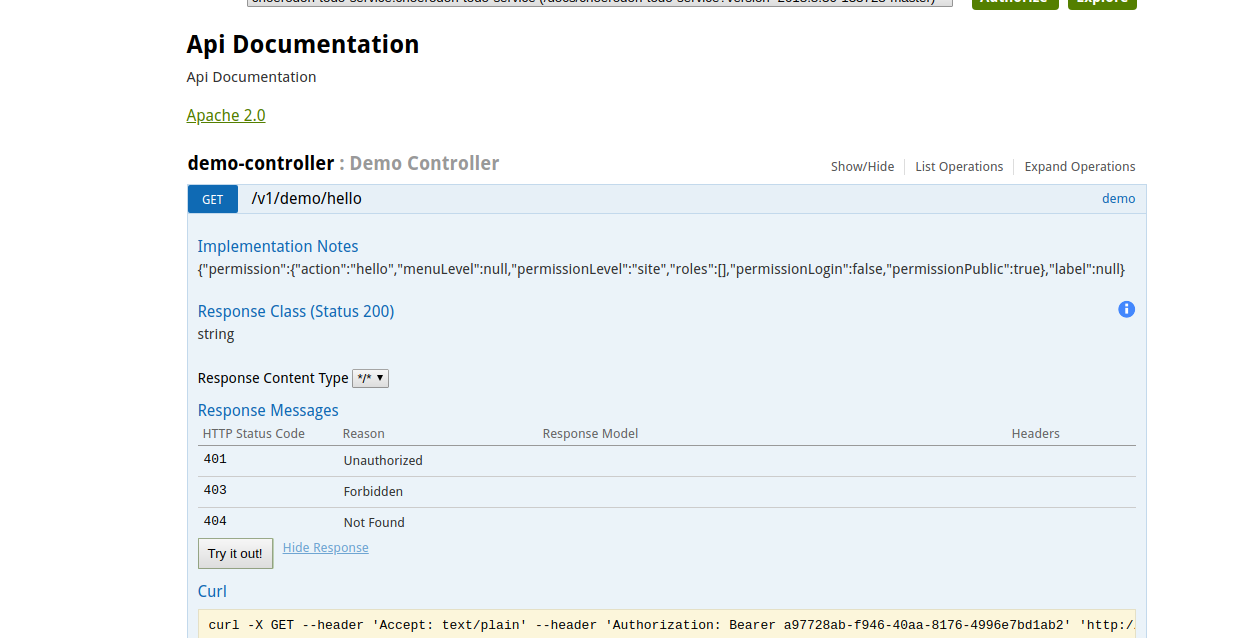 Api Documentation
Api Documentation
Apache 2.0
demo-controller : Demo Controller
Show/Hide
List Operations
Expand Operations
GET
/v1/demo/hello
demo
Implementation Notes
{"permission":{"action":"hello","menuLevel":null,"permissionLevel":"site","roles":[],"permissionLogin":false,"permissionPublic":true},"label":null}
Response Class (Status 200)
string
Response Content Type */*
Response Messages
HTTP Status Code Reason Response Model Headers
401 Unauthorized
403 Forbidden
404 Not Found
Try it out! Hide Response
Curl
curl -X GET --header 'Accept: text/plain' --header 'Authorization: Bearer a97728ab-f946-40aa-8176-4996e7bd1ab2' 'http:/